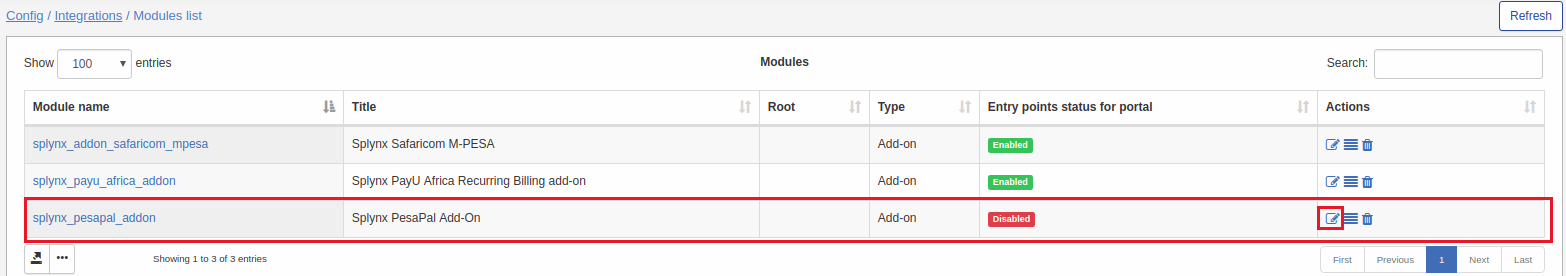 Config / Integrations / Modules list
Refresh
Show 100 entries
Modules
Search:
Module name Title Root Type Entry points status for portal Actions
splynx_addon_safaricom_mpesa Splynx Safaricom M-PESA Add-on Enabled
splynx_payu_africa_addon Splynx PayU Africa Recurring Billing add-on Add-on Enabled
splynx_pesapal_addon Splynx PesaPal Add-On Add-on Disabled
Showing 1 to 3 of 3 entries
First Previous 1 Next Last